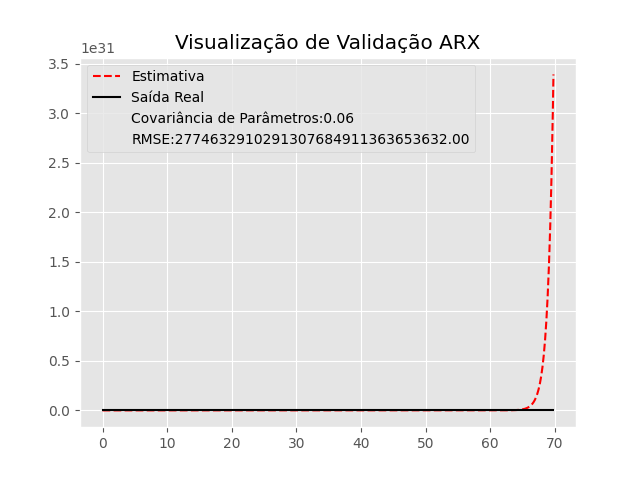 Visualização de Validação ARX
1e31
Estimativa
Saída Real
Covariância de Parâmetros:0.06
RMSE:2774632910291307684911363653632.00
3.5
3.0
2.5
2.0
1.5
1.0
0.5
0.0
0 10 20 30 40 50 60 70